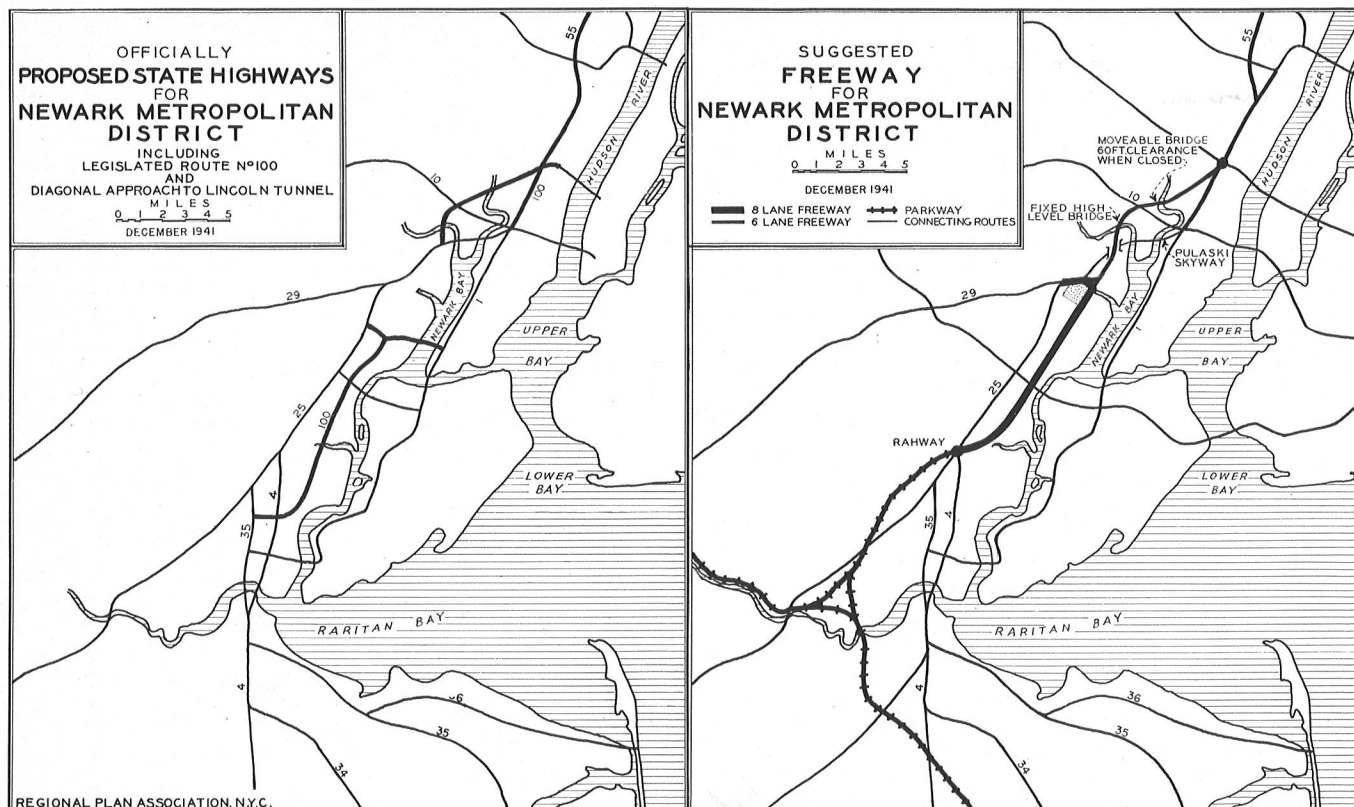 OFFICIALLY
PROPOSED STATE HIGHWAYS
FOR
NEWARK METROPOLITAN
DISTRICT
INCLUDING
LEGISLATED ROUTE Nº100
AND
DIAGONAL APPROACH TO LINCOLN TUNNEL
MILES
0 1 2 3 4 5
DECEMBER 1941
55
HUDSON RIVER
10
100
29
NEWARK BAY
1
UPPER
BAY
25
100
4
35
LOWER
BAY
RARITAN BAY
4
6
35
34
REGIONAL PLAN ASSOCIATION, N.Y.C.
SUGGESTED
FREEWAY
FOR
NEWARK METROPOLITAN
DISTRICT
MILES
0 1 2 3 4 5
DECEMBER 1941
8 LANE FREEWAY
PARKWAY
6 LANE FREEWAY
CONNECTING ROUTES
55
HUDSON RIVER
MOVEABLE BRIDGE
60FT.CLEARANCE
WHEN CLOSED
10
FIXED HIGH-
LEVEL BRIDGE
PULASKI
SKYWAY
29
NEWARK BAY
1
UPPER
BAY
25
RAHWAY
35
4
LOWER
BAY
RARITAN BAY
4
36
35
34